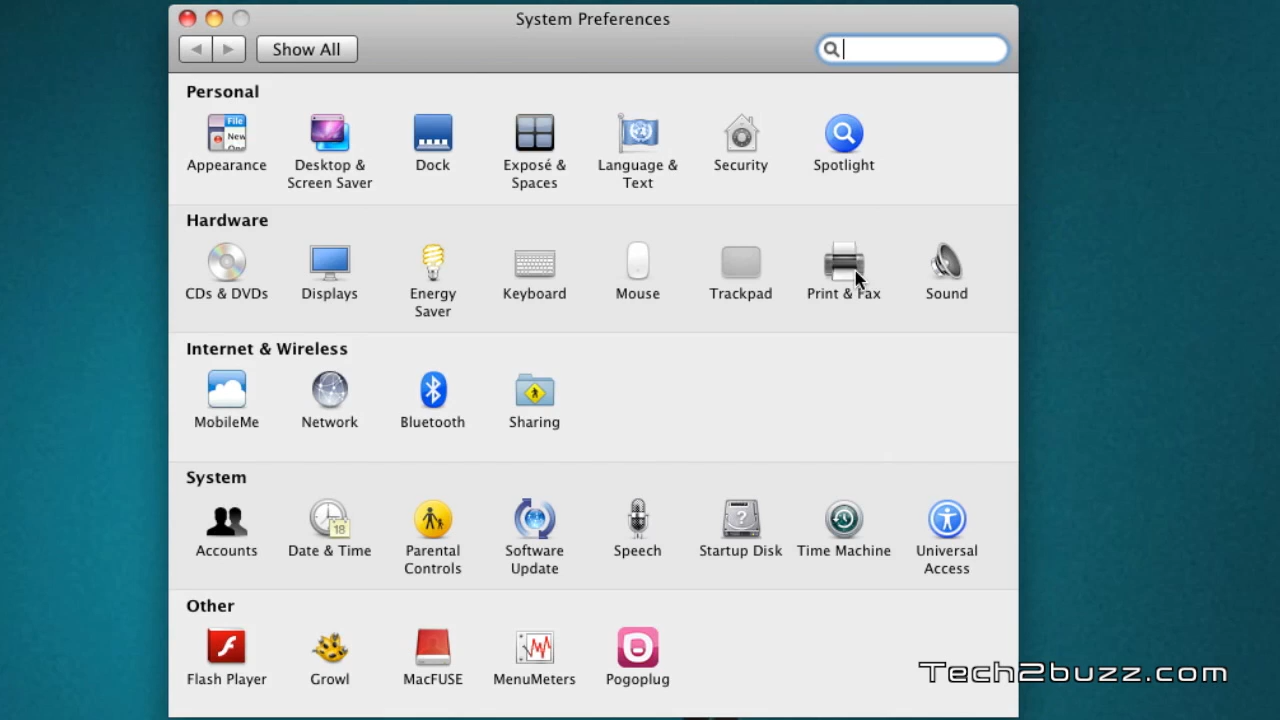 System Preferences
Show All
Personal
Appearance
Desktop & Screen Saver
Dock
Exposé & Spaces
Language & Text
Security
Spotlight
Hardware
CDs & DVDs
Displays
Energy Saver
Keyboard
Mouse
Trackpad
Print & Fax
Sound
Internet & Wireless
MobileMe
Network
Bluetooth
Sharing
System
Accounts
Date & Time
Parental Controls
Software Update
Speech
Startup Disk
Time Machine
Universal Access
Other
Flash Player
Growl
MacFUSE
MenuMeters
Pogoplug
Tech2buzz.com